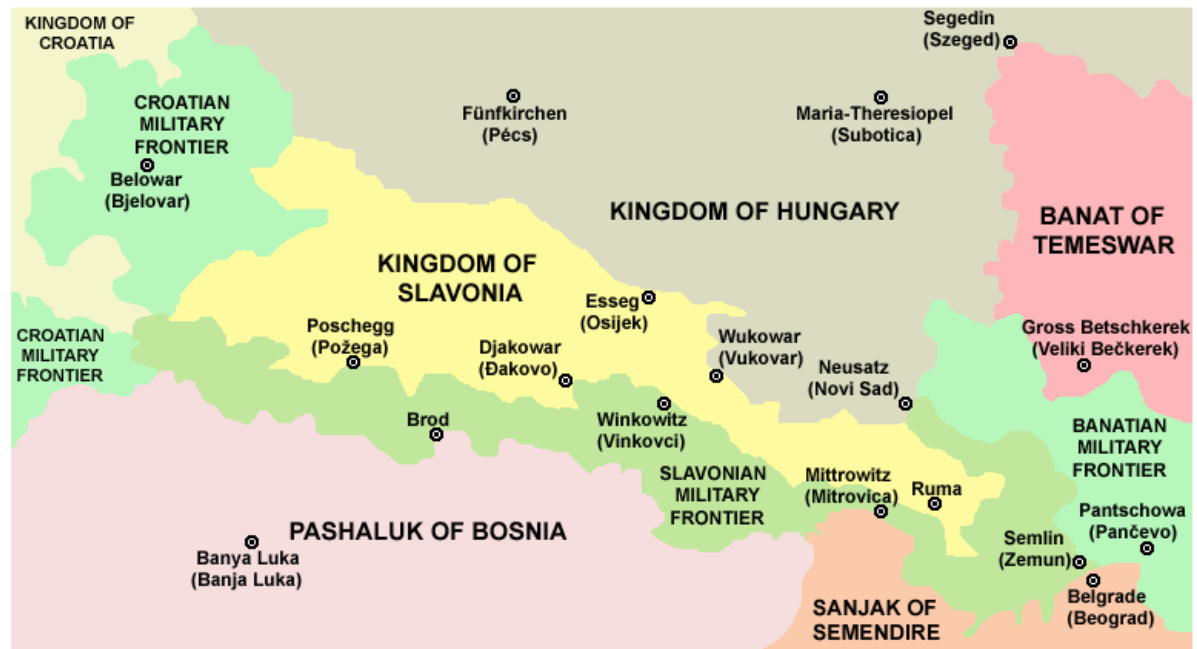 KINGDOM OF
CROATIA
Segedin
(Szeged)
CROATIAN
MILITARY
FRONTIER
Fünfkirchen
(Pécs)
Maria-Theresiopel
(Subotica)
Belowar
(Bjelovar)
KINGDOM OF HUNGARY
BANAT OF
TEMESWAR
KINGDOM OF
SLAVONIA
Esseg
(Osijek)
CROATIAN
MILITARY
FRONTIER
Poschegg
(Požega)
Djakowar
(Đakovo)
Wukowar
(Vukovar)
Neusatz
(Novi Sad)
Gross Betschkerek
(Veliki Bečkerek)
Brod
Winkowitz
(Vinkovci)
BANATIAN
MILITARY
FRONTIER
SLAVONIAN
MILITARY
FRONTIER
Mittrowitz
(Mitrovica)
Ruma
Pantschowa
(Pančevo)
PASHALUK OF BOSNIA
Banya Luka
(Banja Luka)
Semlin
(Zemun)
SANJAK OF
SEMENDIRE
Belgrade
(Beograd)